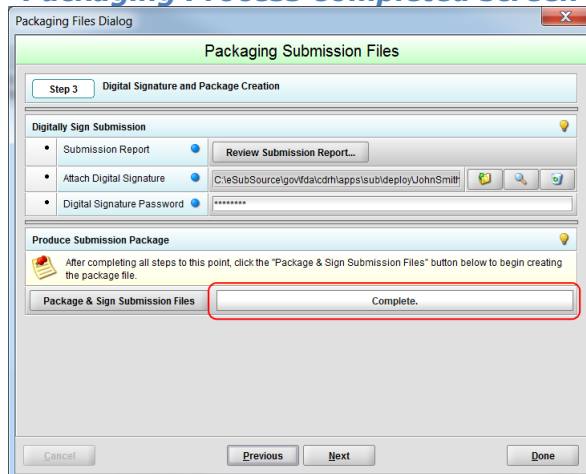 Packaging Process Completed Screen
Packaging Files Dialog
Packaging Submission Files
Step 3 Digital Signature and Package Creation
Digitally Sign Submission
• Submission Report Review Submission Report...
• Attach Digital Signature C:\eSubSource\gov\fda\cdrh\apps\sub\deploy\JohnSmith
• Digital Signature Password ********
Produce Submission Package
After completing all steps to this point, click the "Package & Sign Submission Files" button below to begin creating
the package file.
Package & Sign Submission Files Complete.
Cancel Previous Next Done